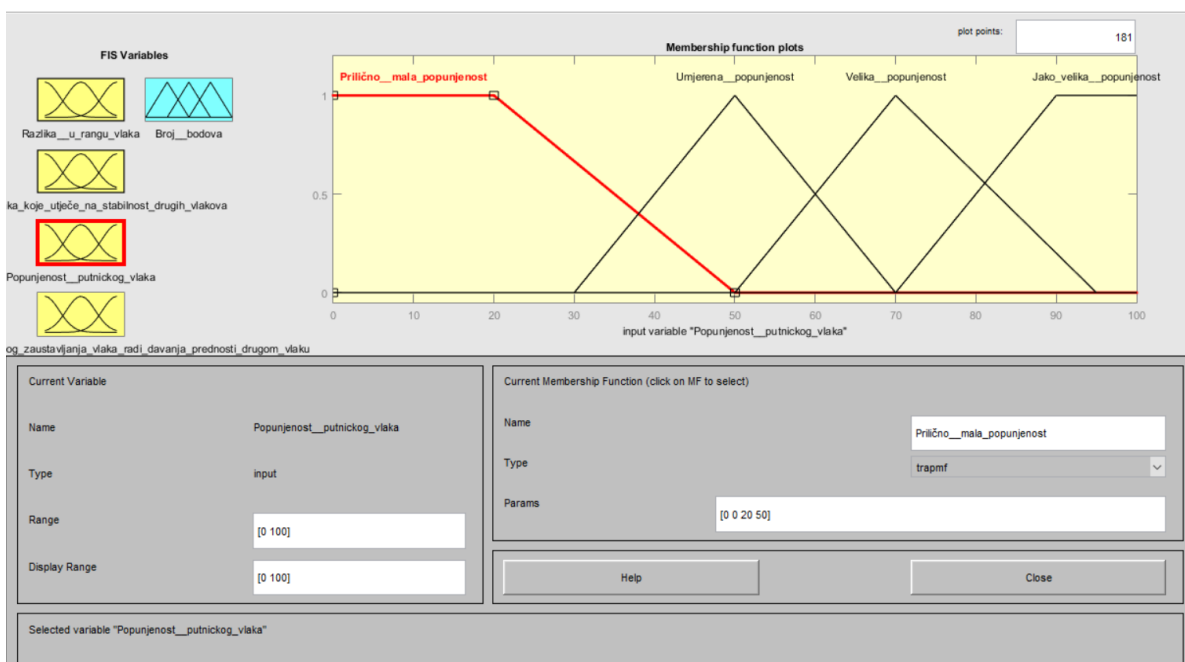 plot points:
181
FIS Variables
Membership function plots
Prilično__mala_popunjenost
Umjerena__popunjenost
Velika__popunjenost
Jako_velika__popunjenost
Razlika__u_rangu_vlaka
Broj__bodova
ka_koje_utječe_na_stabilnost_drugih_vlakova
Popunjenost__putnickog_vlaka
og_zaustavljanja_vlaka_radi_davanja_prednosti_drugom_vlaku
1
0.5
0
0 10 20 30 40 50 60 70 80 90 100
input variable "Popunjenost__putnickog_vlaka"
Current Variable
Name
Popunjenost__putnickog_vlaka
Type
input
Range
[0 100]
Display Range
[0 100]
Current Membership Function (click on MF to select)
Name
Prilično__mala_popunjenost
Type
trapmf
Params
[0 0 20 50]
Help
Close
Selected variable "Popunjenost__putnickog_vlaka"